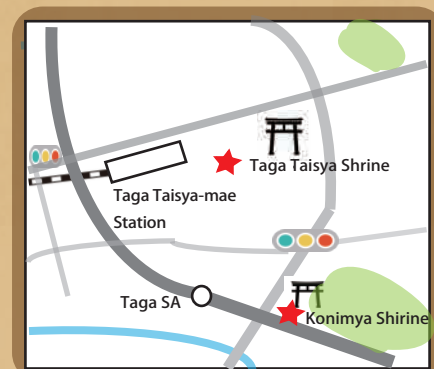 Taga Taisya Shrine
Taga Taisya-mae
Station
Taga SA
Konimya Shirine